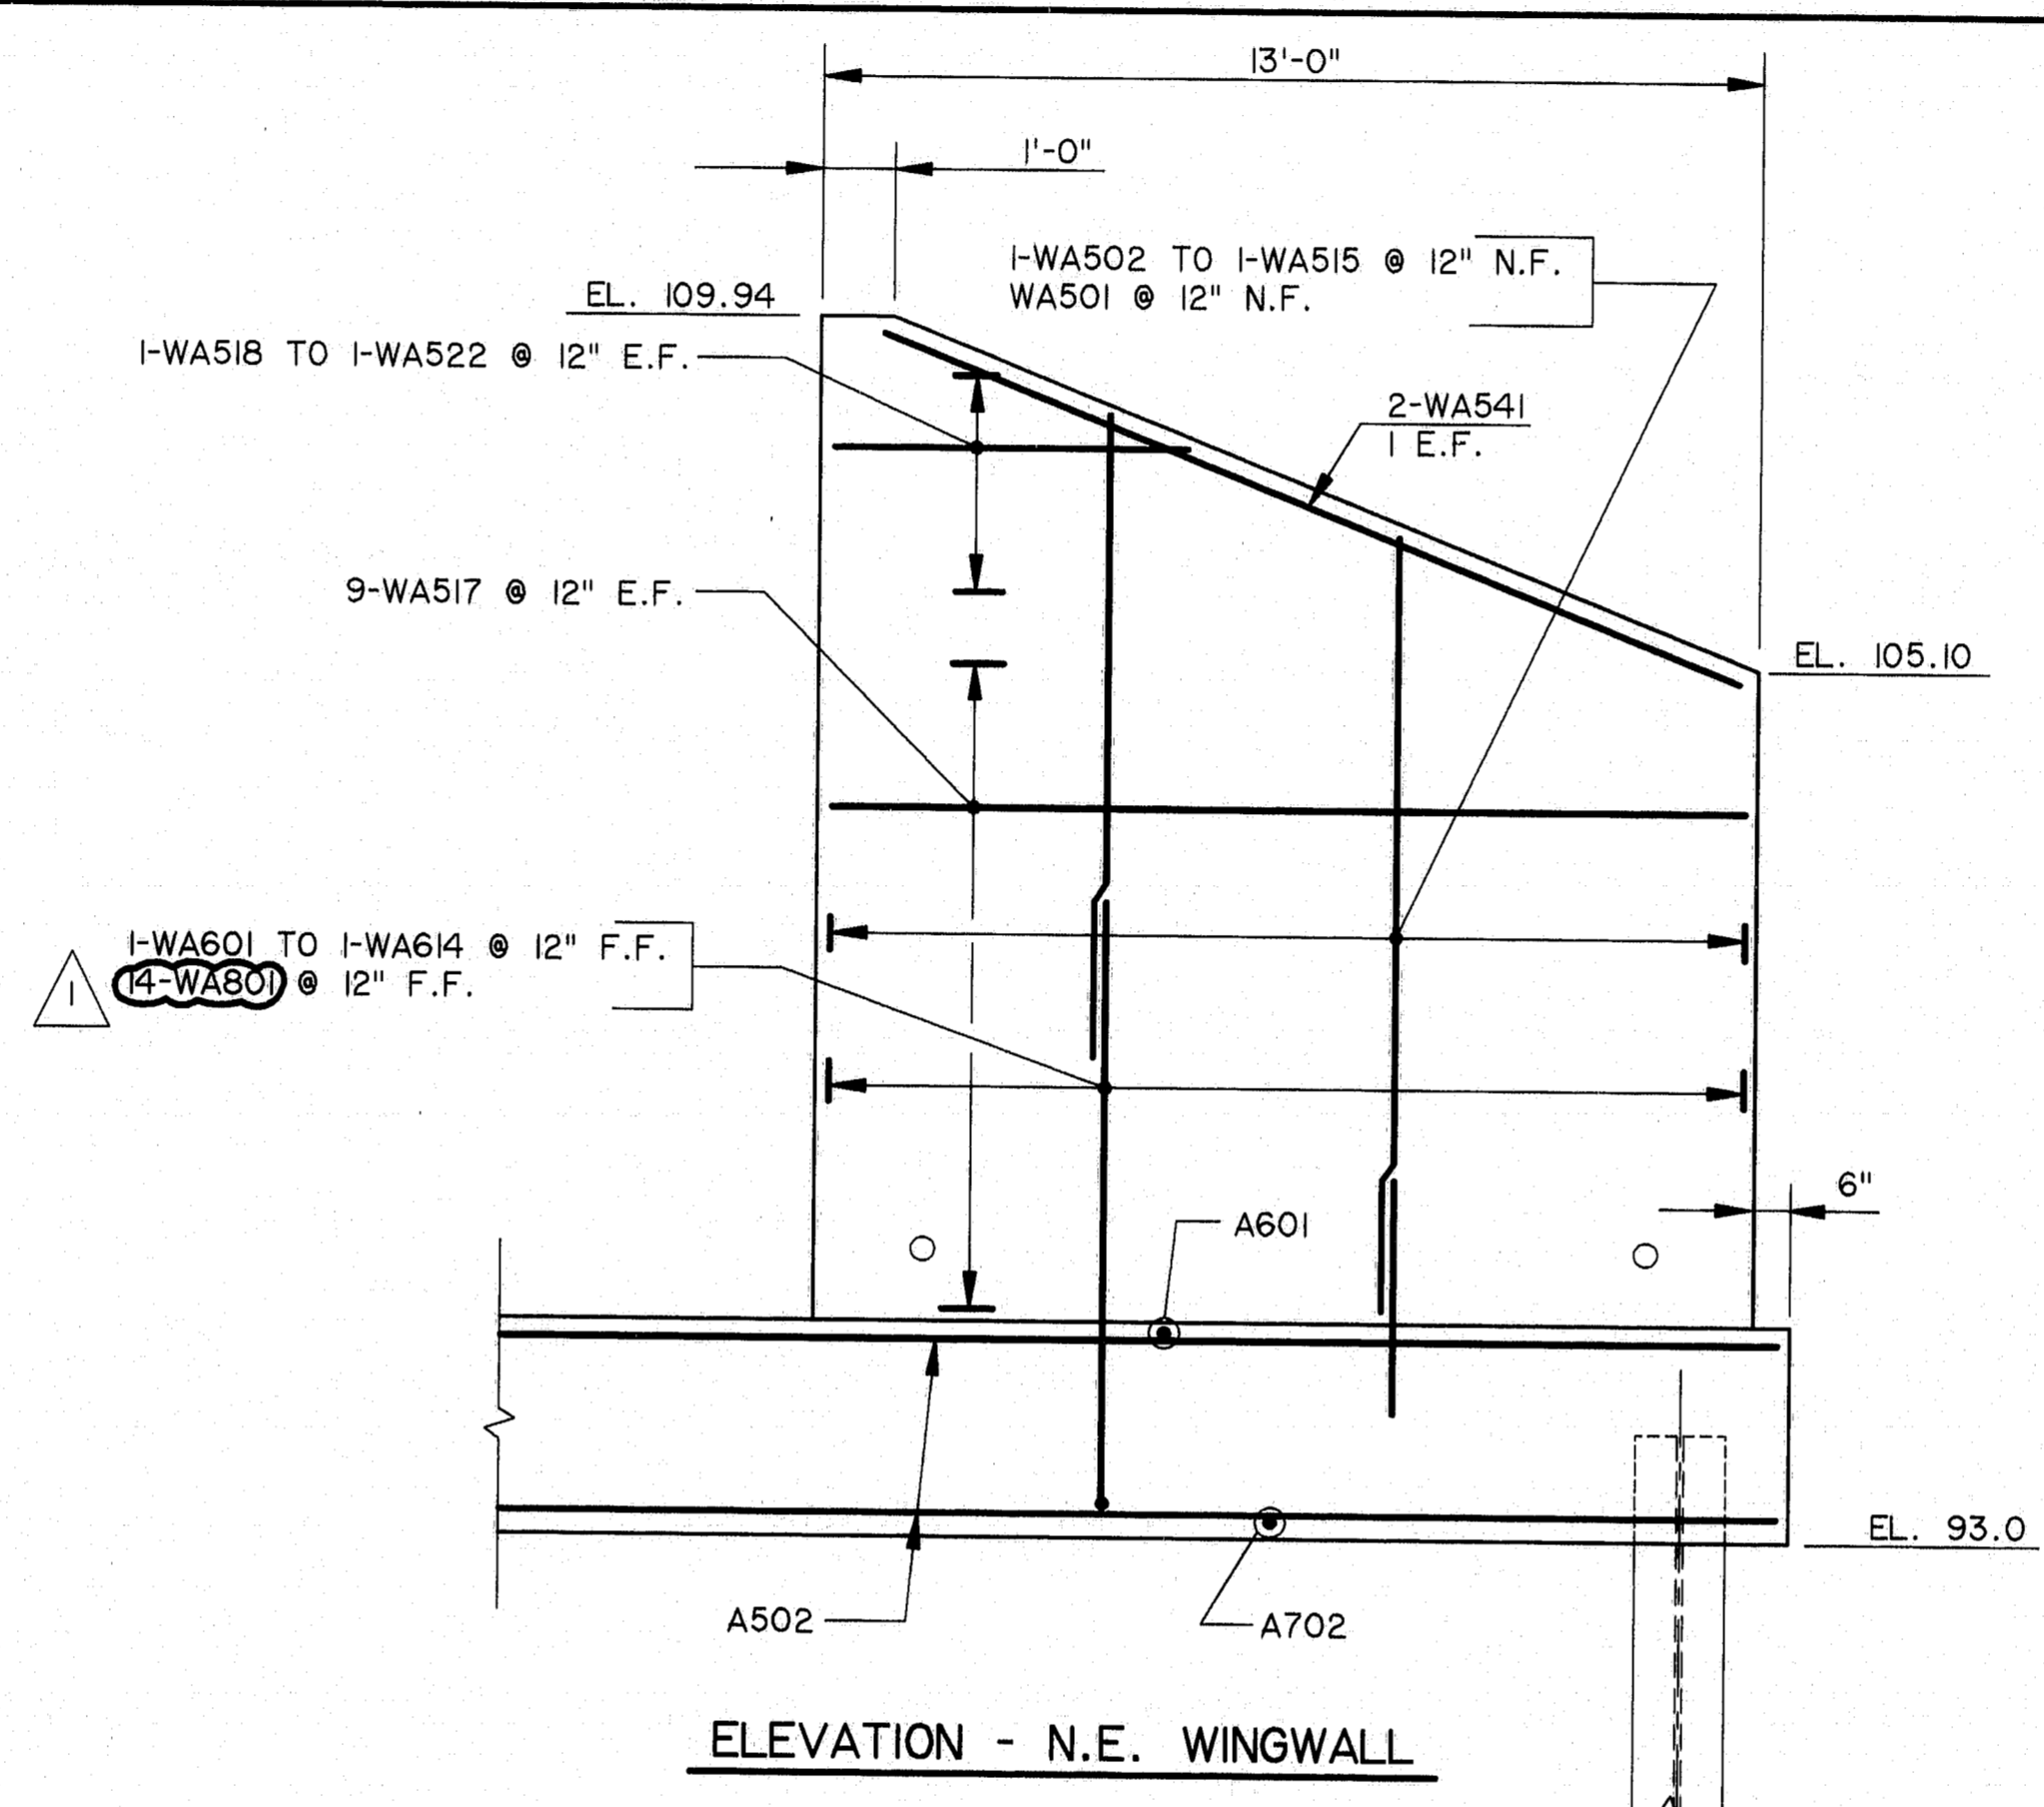 13'-0"
1'-0"
1-WA502 TO 1-WA515 @ 12" N.F.
WA501 @ 12" N.F.
EL. 109.94
1-WA518 TO 1-WA522 @ 12" E.F.
2-WA541
1 E.F.
9-WA517 @ 12" E.F.
EL. 105.10
1-WA601 TO 1-WA614 @ 12" F.F.
1
14-WA801 @ 12" F.F.
6"
A601
EL. 93.0
A502
A702
ELEVATION - N.E. WINGWALL